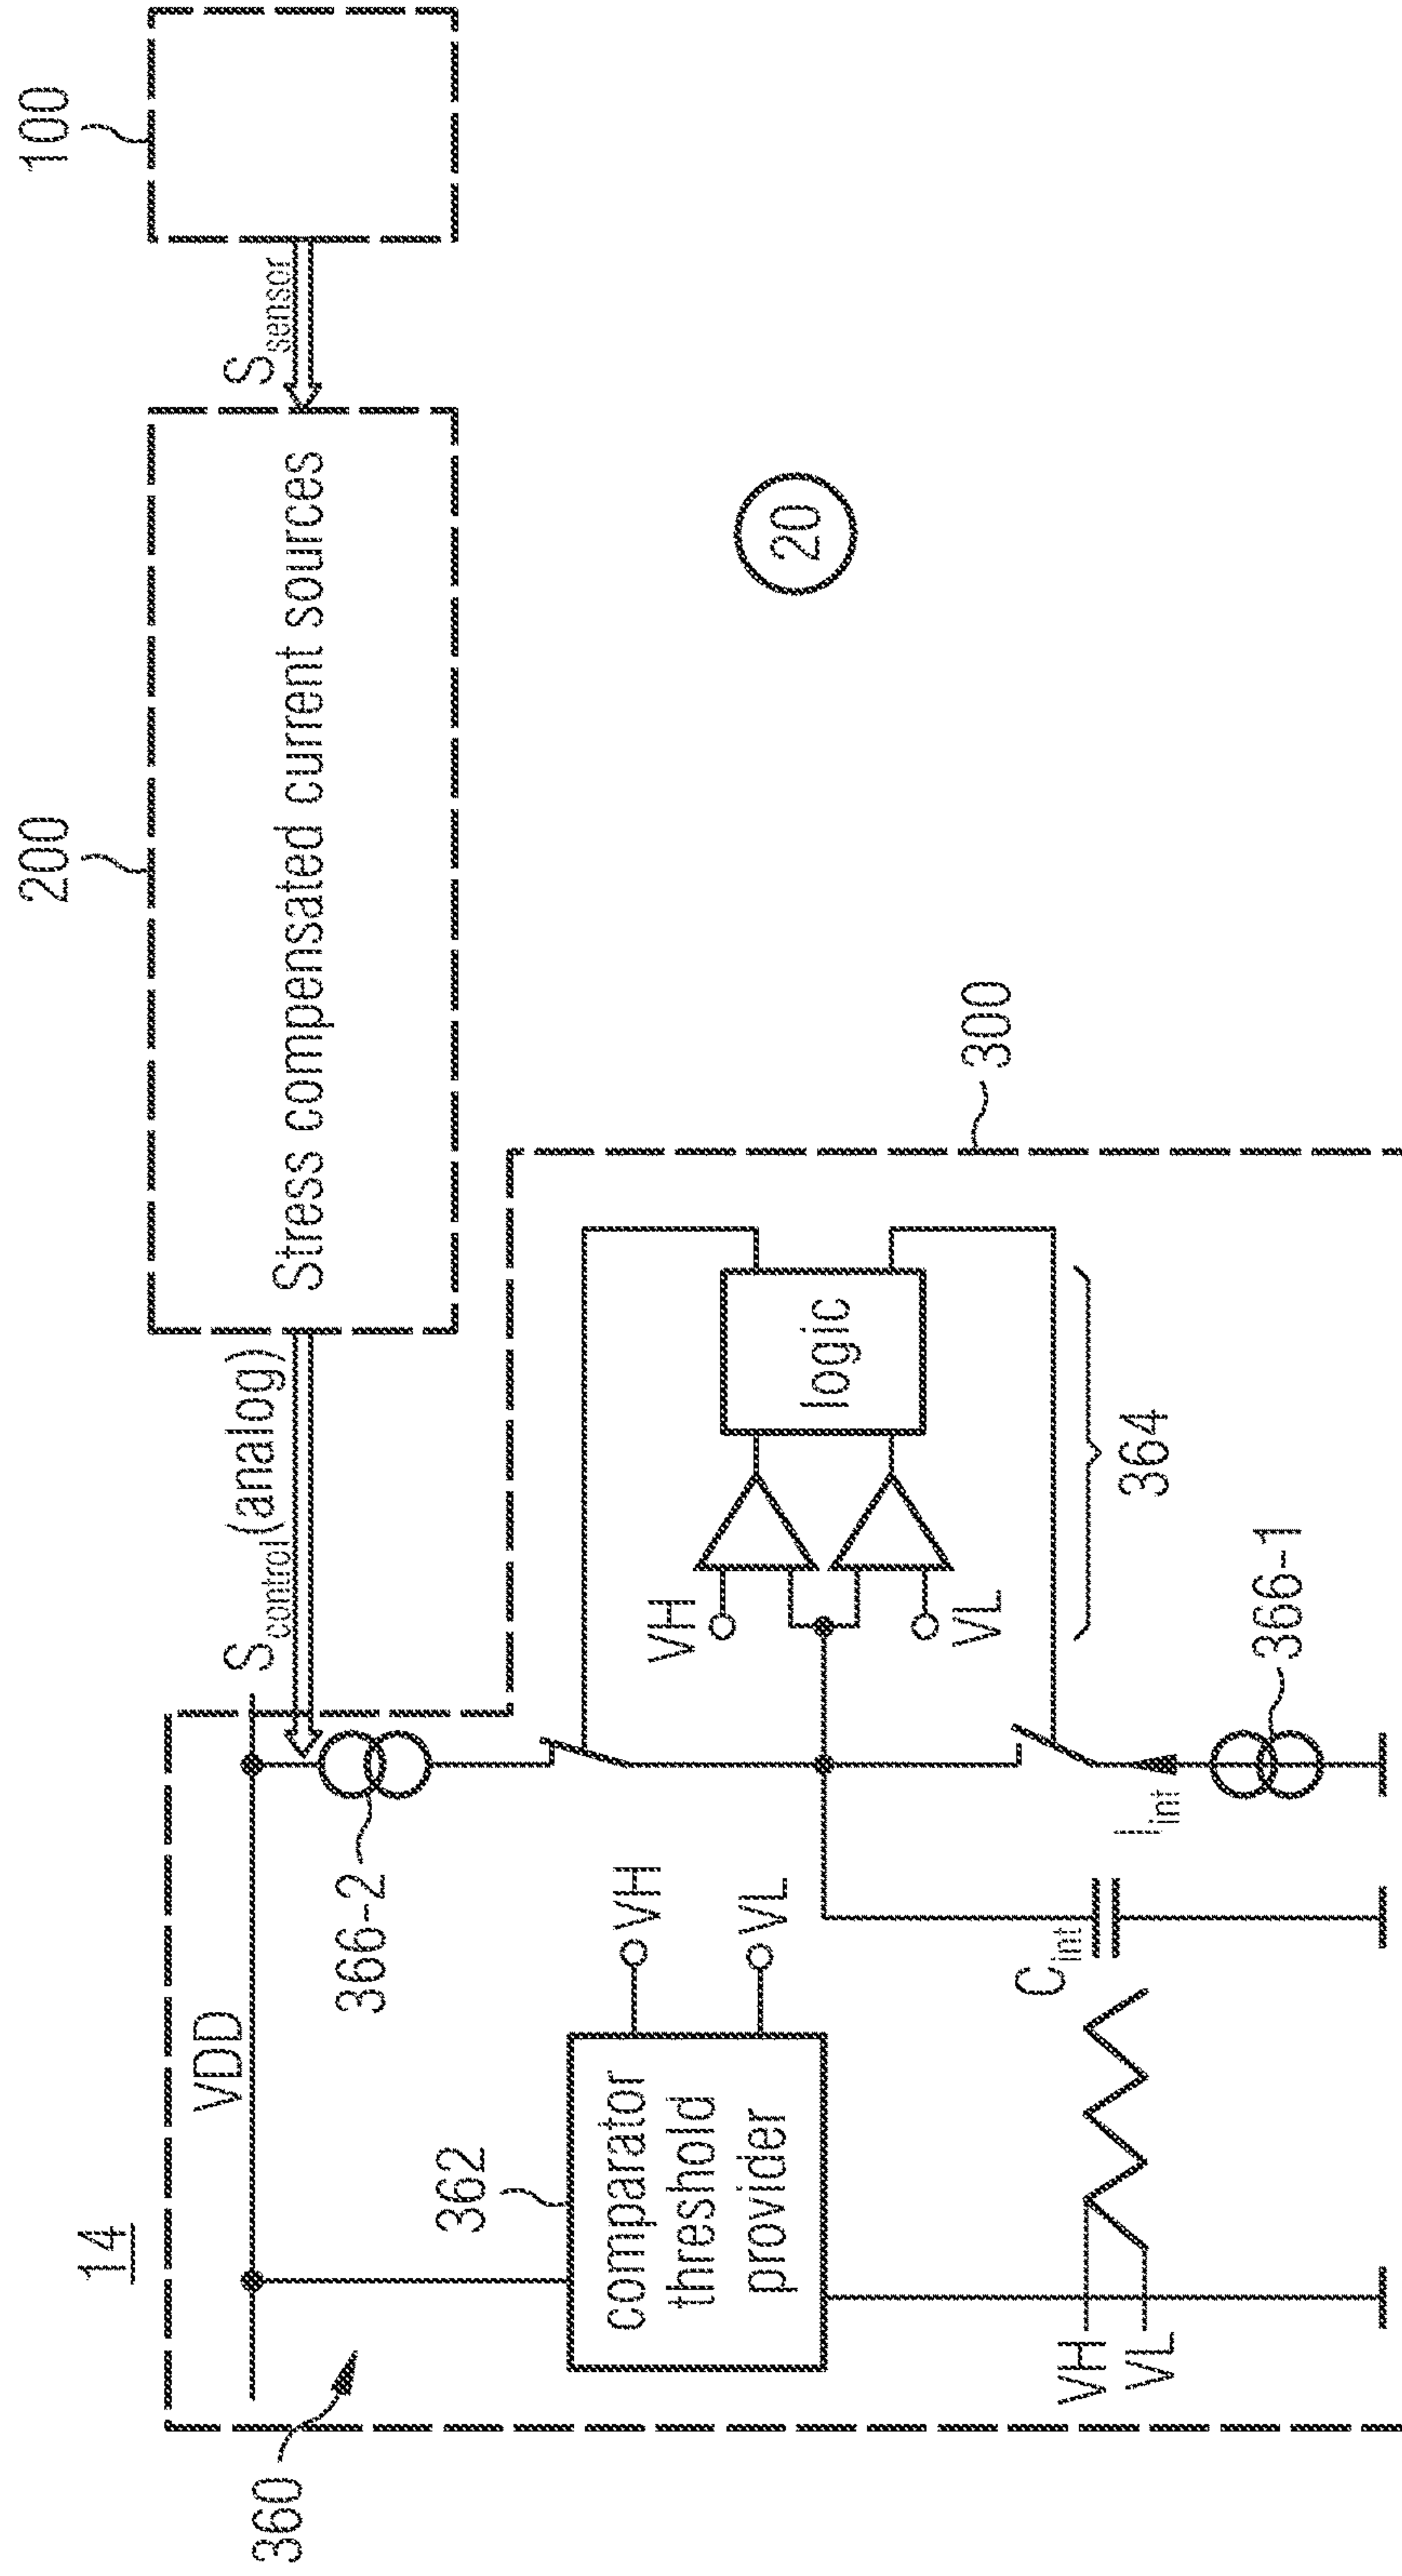 14
360
VDD
S_control (analog)
200
Stress compensated current sources
S_sensor
100
366-2
362
comparator
threshold
provider
VH
VL
VH
VL
logic
300
20
364
C_int
I_int
366-1
VH
VL